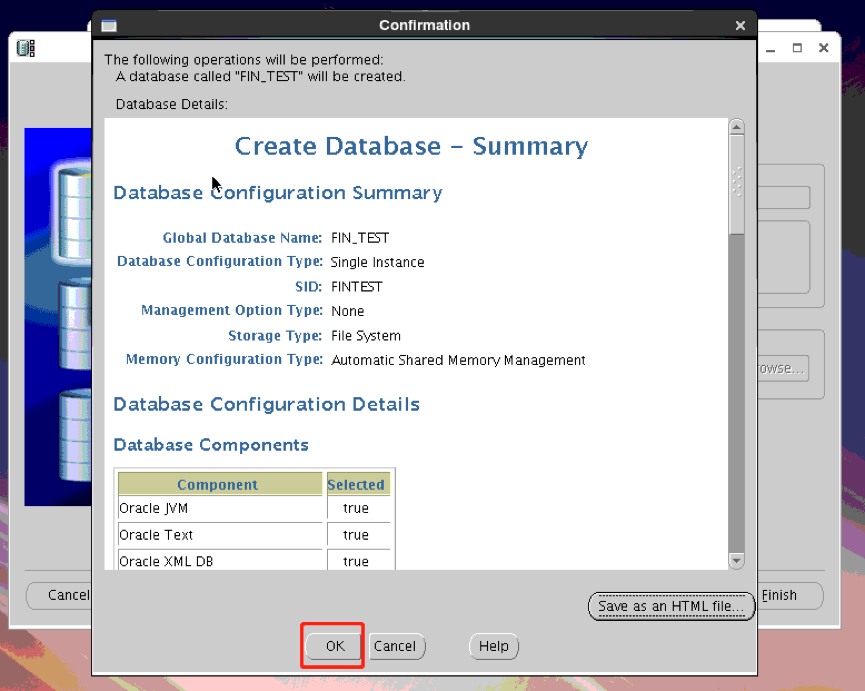 Confirmation
The following operations will be performed:
A database called "FIN_TEST" will be created.
Database Details:
Create Database - Summary
Database Configuration Summary
Global Database Name: FIN_TEST
Database Configuration Type: Single Instance
SID: FINTEST
Management Option Type: None
Storage Type: File System
Memory Configuration Type: Automatic Shared Memory Management
Database Configuration Details
Database Components
Component Selected
Oracle JVM true
Oracle Text true
Oracle XML DB true
rowse...
Cancel
Save as an HTML file...
Finish
OK Cancel Help